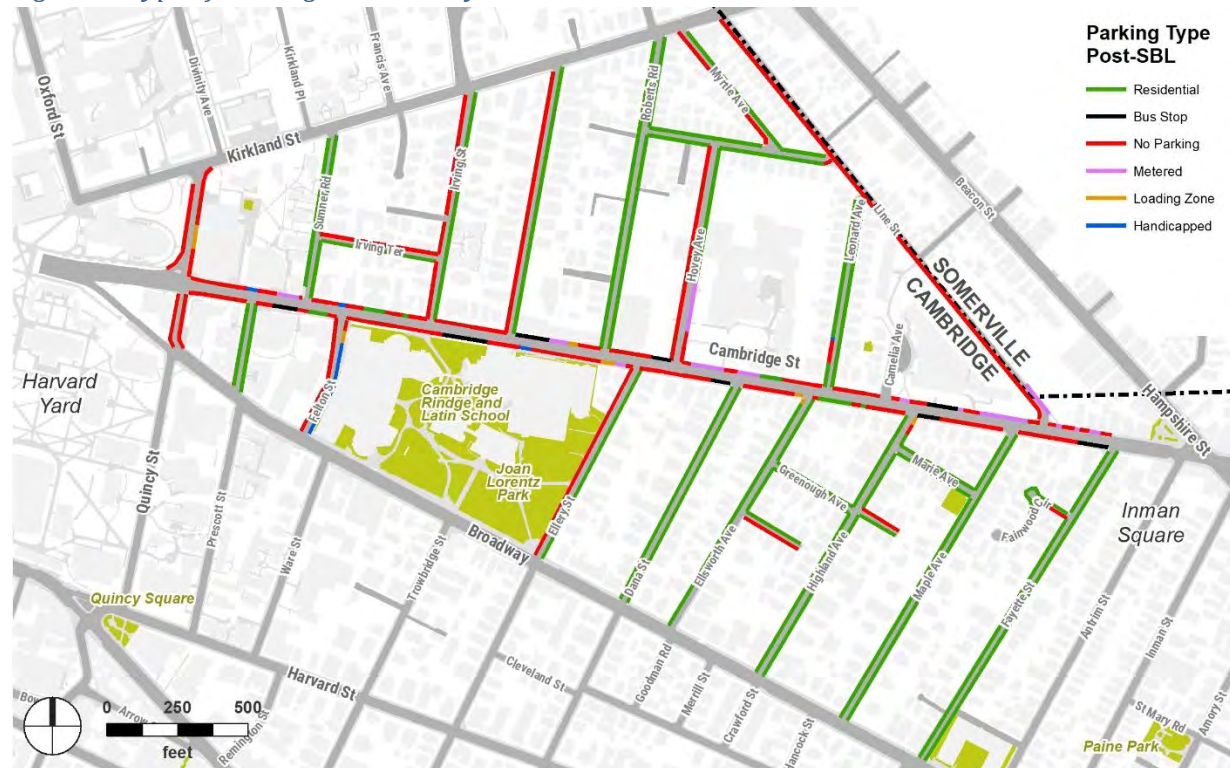 Parking Type
Post-SBL
Residential
Bus Stop
No Parking
Metered
Loading Zone
Handicapped
Oxford St
Divinity Ave
Kirkland Pl
Francis Ave
Kirkland St
Sumner Rd
Irving St
Irving Ter
Roberts Rd
Myrtle Ave
Hovey Ave
Leonard Ave
Line St
Beacon St
SOMERVILLE
CAMBRIDGE
Camelia Ave
Cambridge St
Hampshire St
Harvard
Yard
Felton St
Cambridge
Rindge and
Latin School
Joan
Lorentz
Park
Ellery St
Broadway
Quincy St
Prescott St
Ware St
Trowbridge St
Dana St
Ellsworth Ave
Greenough Ave
Highland Ave
Marie Ave
Maple Ave
Fainwood Cir
Fayette St
Inman
Square
Antrim St
Inman St
Quincy Square
Harvard St
Cleveland St
Goodman Rd
Merrill St
Crawford St
Hancock St
St Mary Rd
Amory St
Paine Park
Arrow
Remington St
0 250 500
feet